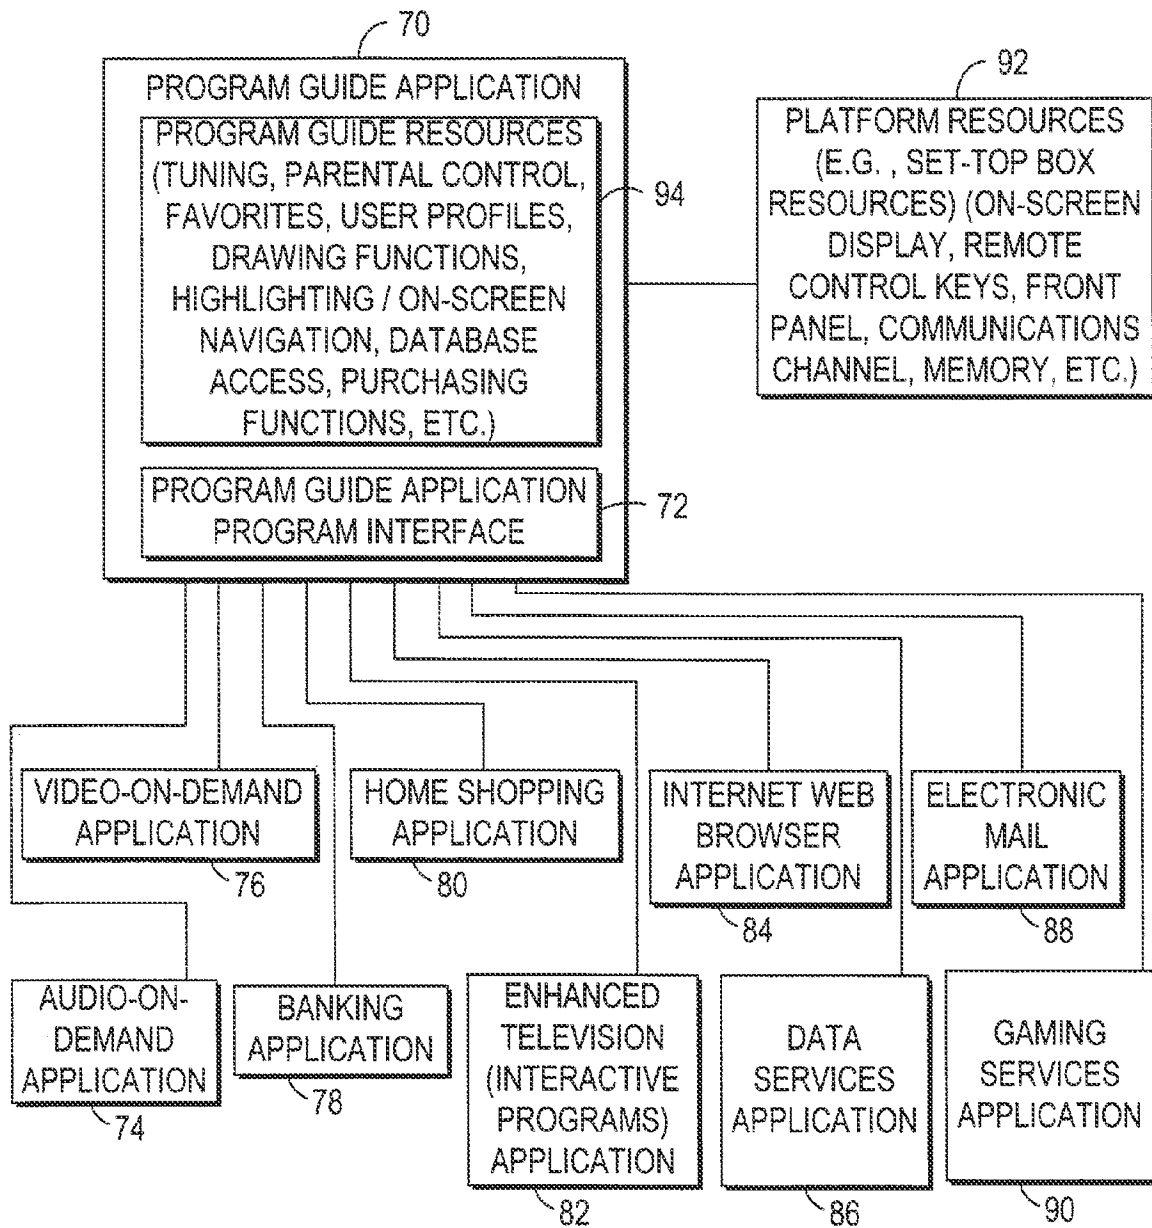 70
PROGRAM GUIDE APPLICATION
PROGRAM GUIDE RESOURCES
(TUNING, PARENTAL CONTROL,
FAVORITES, USER PROFILES,
DRAWING FUNCTIONS,
HIGHLIGHTING / ON-SCREEN
NAVIGATION, DATABASE
ACCESS, PURCHASING
FUNCTIONS, ETC.)
94
PROGRAM GUIDE APPLICATION
PROGRAM INTERFACE
72
92
PLATFORM RESOURCES
(E.G. , SET-TOP BOX
RESOURCES) (ON-SCREEN
DISPLAY, REMOTE
CONTROL KEYS, FRONT
PANEL, COMMUNICATIONS
CHANNEL, MEMORY, ETC.)
VIDEO-ON-DEMAND
APPLICATION
76
HOME SHOPPING
APPLICATION
80
INTERNET WEB
BROWSER
APPLICATION
84
ELECTRONIC
MAIL
APPLICATION
88
AUDIO-ON-
DEMAND
APPLICATION
74
BANKING
APPLICATION
78
ENHANCED
TELEVISION
(INTERACTIVE
PROGRAMS)
APPLICATION
82
DATA
SERVICES
APPLICATION
86
GAMING
SERVICES
APPLICATION
90